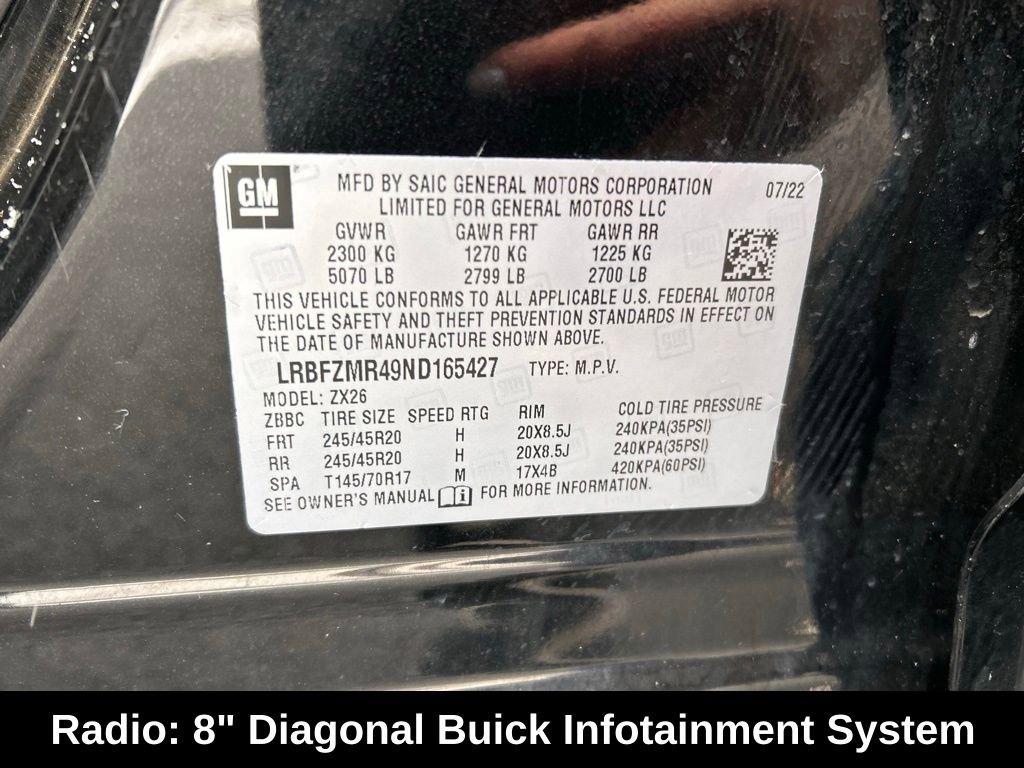 GM
MFD BY SAIC GENERAL MOTORS CORPORATION 07/22
LIMITED FOR GENERAL MOTORS LLC
GVWR GAWR FRT GAWR RR
2300 KG 1270 KG 1225 KG
5070 LB 2799 LB 2700 LB
THIS VEHICLE CONFORMS TO ALL APPLICABLE U.S. FEDERAL MOTOR
VEHICLE SAFETY AND THEFT PREVENTION STANDARDS IN EFFECT ON
THE DATE OF MANUFACTURE SHOWN ABOVE.
LRBFZMR49ND165427 TYPE: M.P.V.
MODEL: ZX26
ZBBC TIRE SIZE SPEED RTG RIM COLD TIRE PRESSURE
FRT 245/45R20 H 20X8.5J 240KPA(35PSI)
RR 245/45R20 H 20X8.5J 240KPA(35PSI)
SPA T145/70R17 M 17X4B 420KPA(60PSI)
SEE OWNER'S MANUAL FOR MORE INFORMATION.
Radio: 8" Diagonal Buick Infotainment System